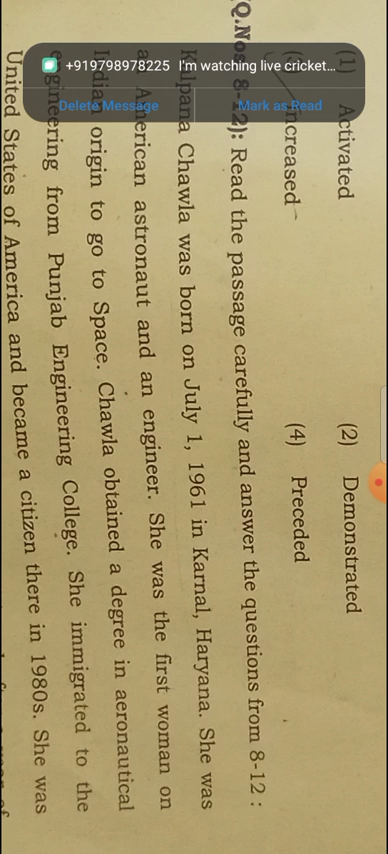 +919798978225 I'm watching live cricket...
Delete Message Mark as Read
(1) Activated (2) Demonstrated
(3) Increased (4) Preceded
(Q.Nos. 8-12): Read the passage carefully and answer the questions from 8-12 :
Kalpana Chawla was born on July 1, 1961 in Karnal, Haryana. She was
an American astronaut and an engineer. She was the first woman on
Indian origin to go to Space. Chawla obtained a degree in aeronautical
engineering from Punjab Engineering College. She immigrated to the
United States of America and became a citizen there in 1980s. She was